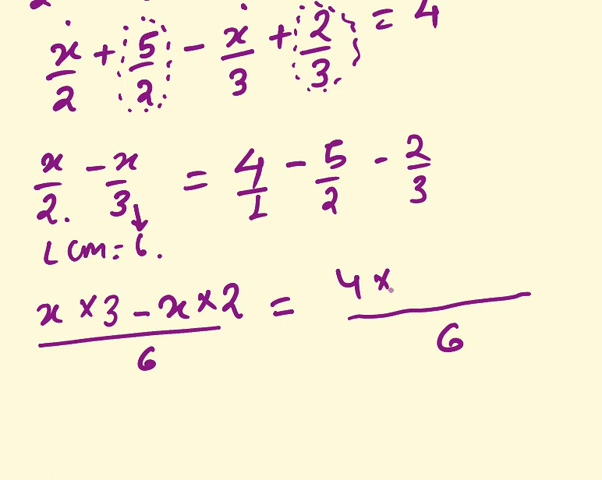 x/2 + 5/2 - x/3 + 2/3 = 4
x/2 - x/3 = 4/1 - 5/2 - 2/3
LCM = 6.
(x × 3 - x × 2)/6 = (4 ×)/6